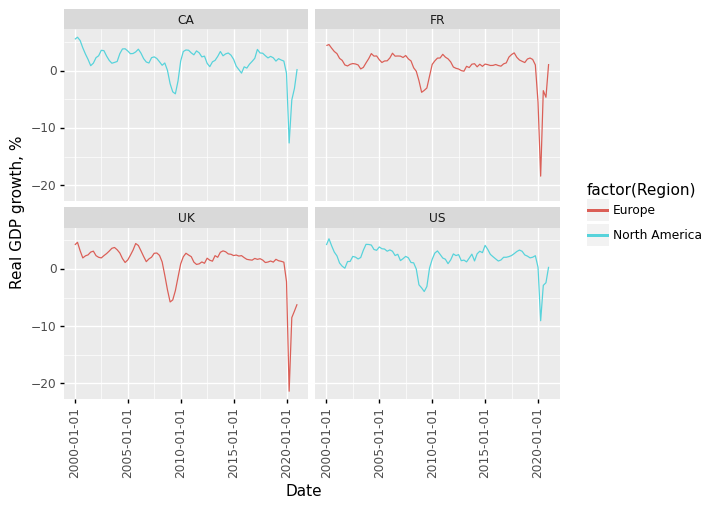 CA
FR
0
−10
−20
UK
US
0
−10
−20
Real GDP growth, %
2000-01-01
2005-01-01
2010-01-01
2015-01-01
2020-01-01
2000-01-01
2005-01-01
2010-01-01
2015-01-01
2020-01-01
Date
factor(Region)
Europe
North America